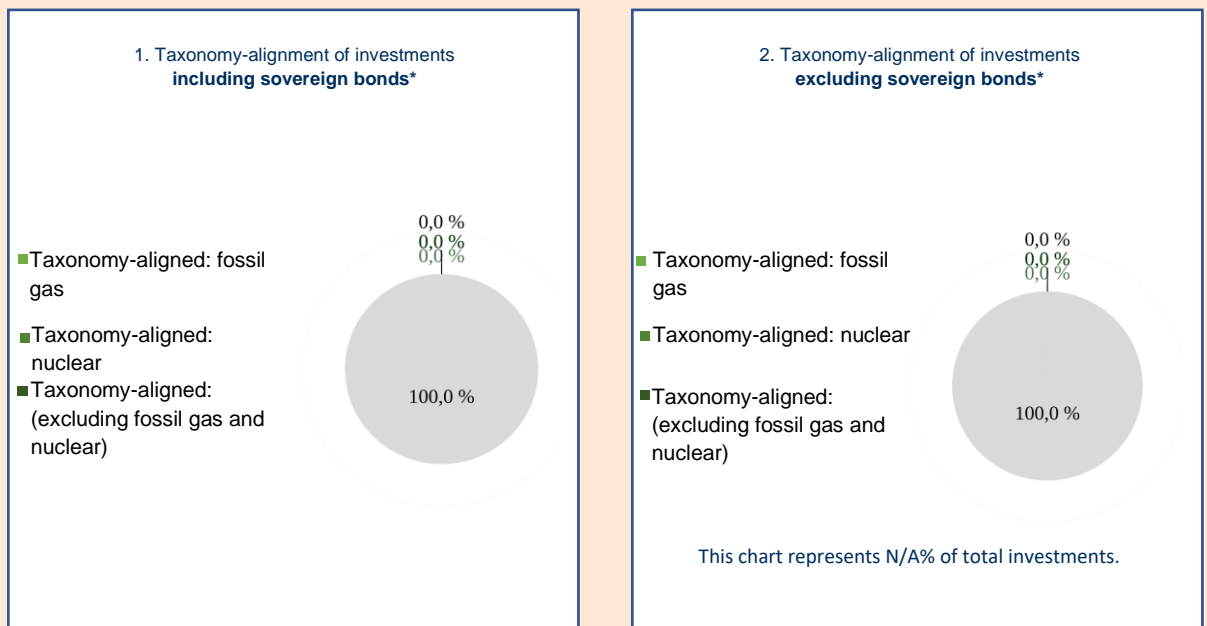 1. Taxonomy-alignment of investments
including sovereign bonds*
0,0 %
0,0 %
0,0 %
Taxonomy-aligned: fossil
gas
Taxonomy-aligned:
nuclear
Taxonomy-aligned:
(excluding fossil gas and
nuclear)
100,0 %
2. Taxonomy-alignment of investments
excluding sovereign bonds*
0,0 %
0,0 %
0,0 %
Taxonomy-aligned: fossil
gas
Taxonomy-aligned: nuclear
Taxonomy-aligned:
(excluding fossil gas and
nuclear)
100,0 %
This chart represents N/A% of total investments.